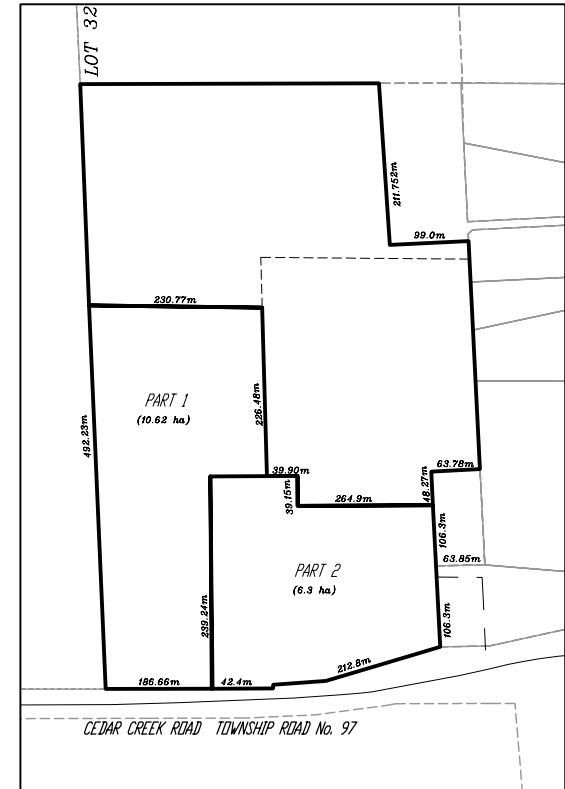 LOT 32
211.752m
99.0m
230.77m
PART 1
(10.62 ha)
226.48m
492.23m
39.90m
63.78m
39.15m
48.27m
264.9m
106.3m
63.85m
PART 2
(6.3 ha)
239.24m
106.3m
212.8m
186.66m
42.4m
CEDAR CREEK ROAD TOWNSHIP ROAD No. 97